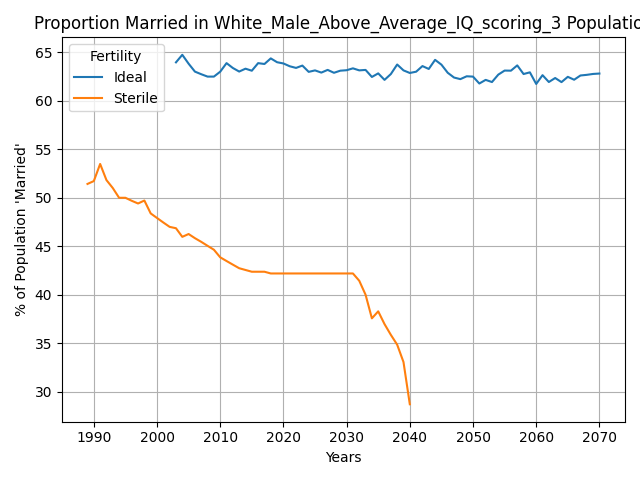 Proportion Married in White_Male_Above_Average_IQ_scoring_3 Populatio
Fertility
Ideal
Sterile
65
60
55
50
45
40
35
30
% of Population 'Married'
1990 2000 2010 2020 2030 2040 2050 2060 2070
Years